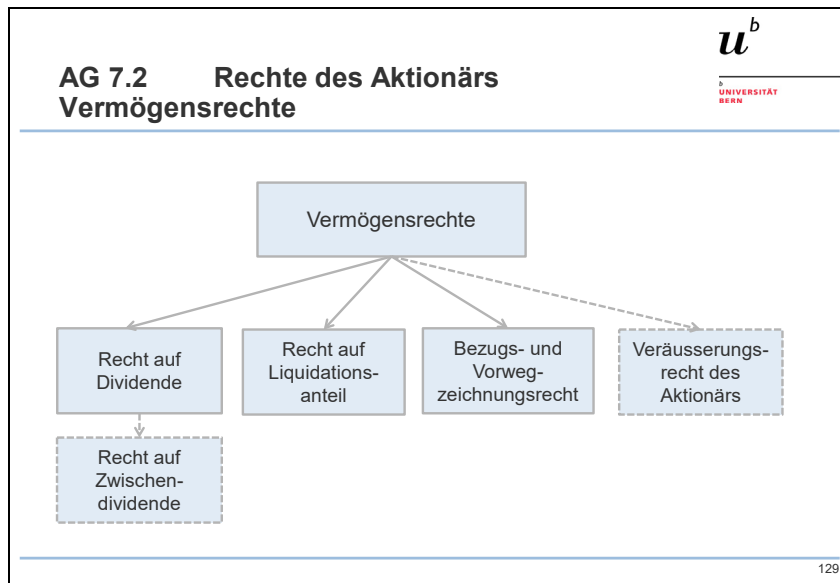 AG 7.2 Rechte des Aktionärs
Vermögensrechte
u^b
b
UNIVERSITÄT
BERN
Vermögensrechte
Recht auf
Dividende
Recht auf
Liquidations-
anteil
Bezugs- und
Vorweg-
zeichnungsrecht
Veräusserungs-
recht des
Aktionärs
Recht auf
Zwischen-
dividende
129